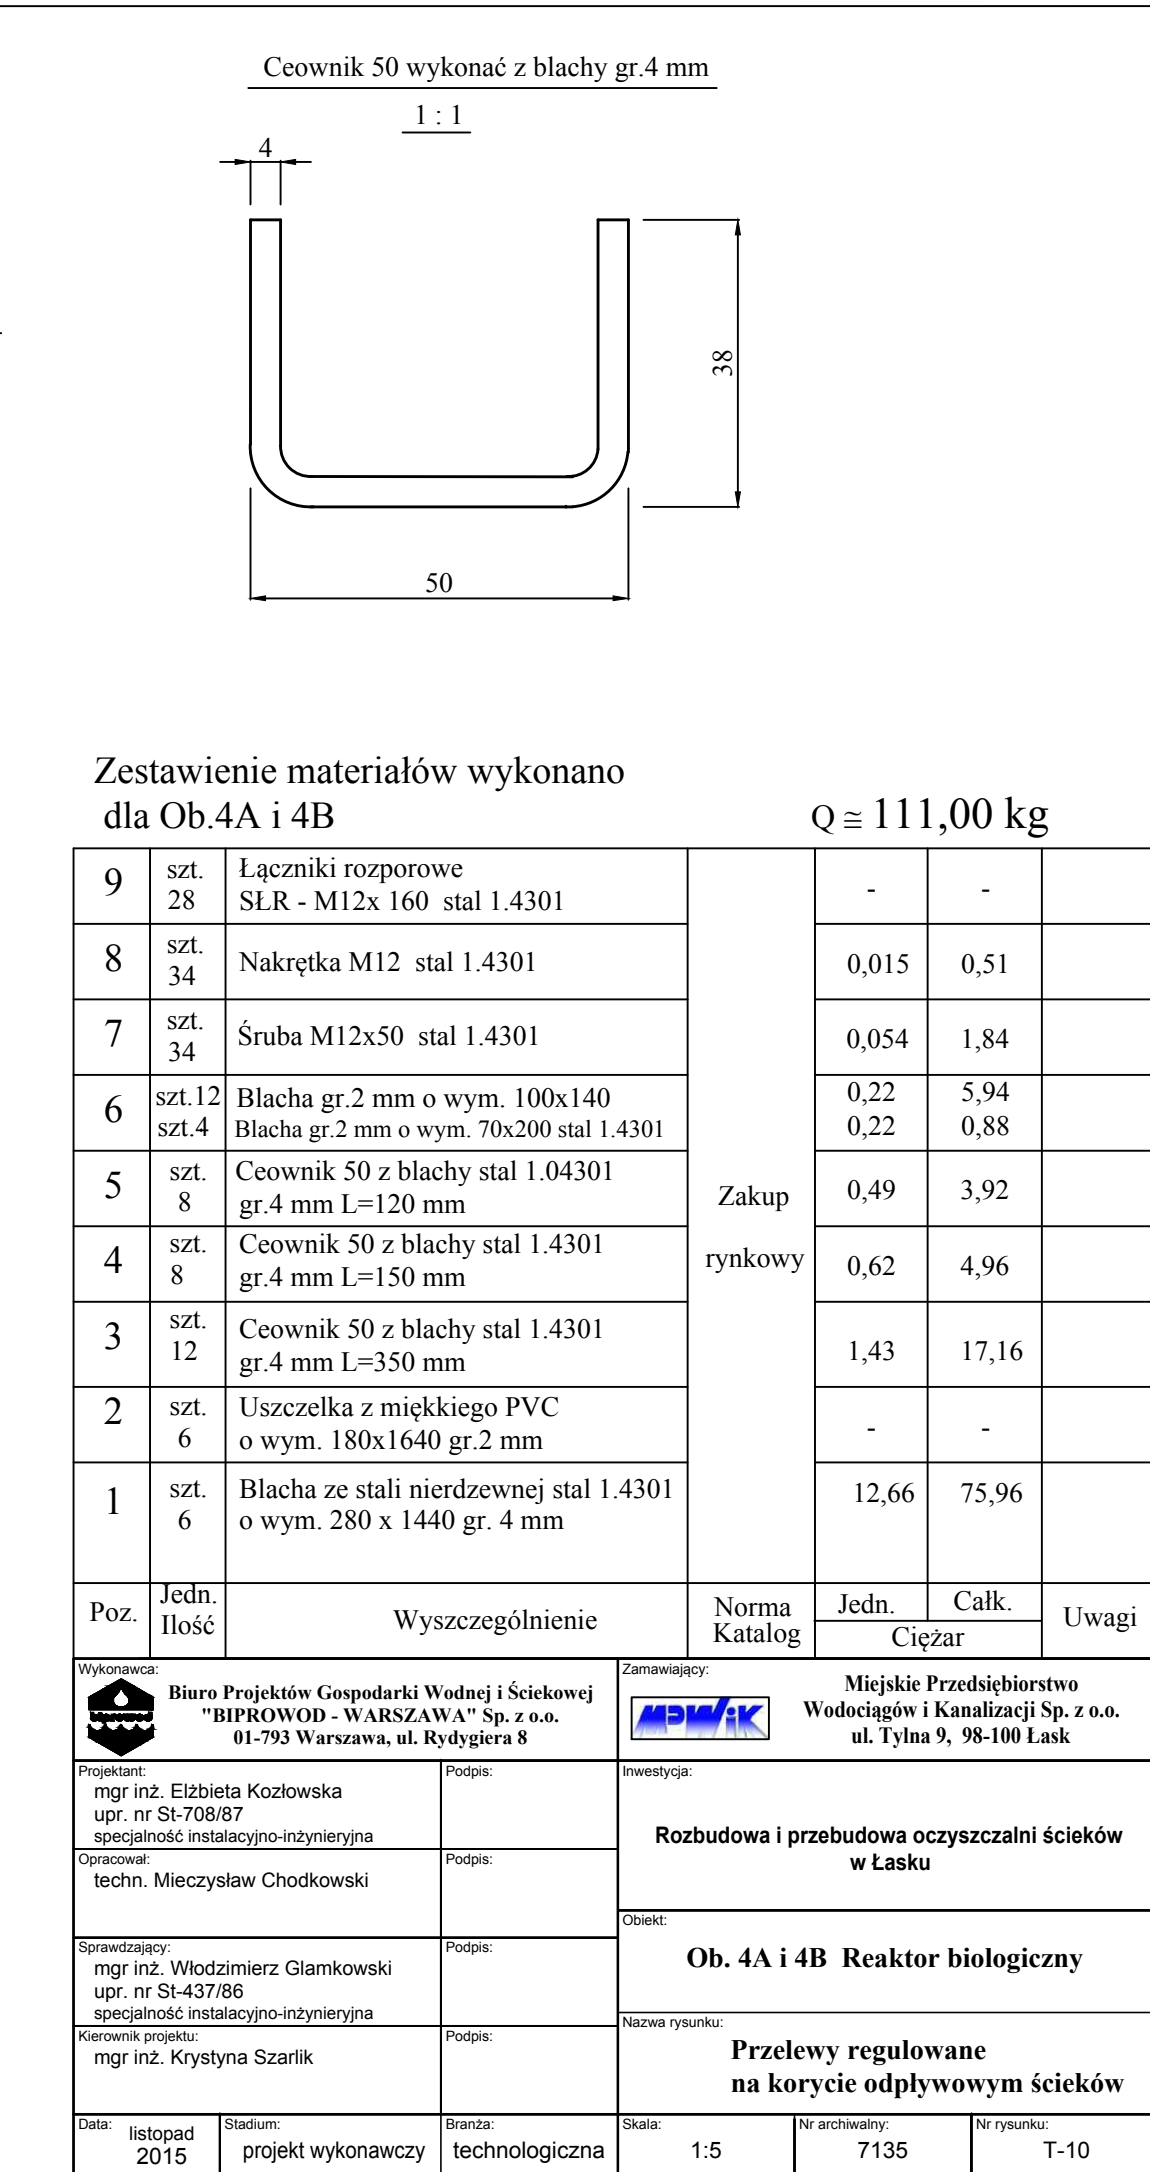 Ceownik 50 wykonać z blachy gr.4 mm
1 : 1
4
38
50
Zestawienie materiałów wykonano
dla Ob.4A i 4B
Q ≅ 111,00 kg
9
szt.
28
Łączniki rozporowe
SŁR - M12x 160 stal 1.4301
-
-
8
szt.
34
Nakrętka M12 stal 1.4301
0,015
0,51
7
szt.
34
Śruba M12x50 stal 1.4301
0,054
1,84
6
szt.12
szt.4
Blacha gr.2 mm o wym. 100x140
Blacha gr.2 mm o wym. 70x200 stal 1.4301
0,22
0,22
5,94
0,88
5
szt.
8
Ceownik 50 z blachy stal 1.04301
gr.4 mm L=120 mm
Zakup
rynkowy
0,49
3,92
4
szt.
8
Ceownik 50 z blachy stal 1.4301
gr.4 mm L=150 mm
0,62
4,96
3
szt.
12
Ceownik 50 z blachy stal 1.4301
gr.4 mm L=350 mm
1,43
17,16
2
szt.
6
Uszczelka z miękkiego PVC
o wym. 180x1640 gr.2 mm
-
-
1
szt.
6
Blacha ze stali nierdzewnej stal 1.4301
o wym. 280 x 1440 gr. 4 mm
12,66
75,96
Poz.
Jedn.
Ilość
Wyszczególnienie
Norma
Katalog
Jedn.
Całk.
Ciężar
Uwagi
Wykonawca:
Biuro Projektów Gospodarki Wodnej i Ściekowej
"BIPROWOD - WARSZAWA" Sp. z o.o.
01-793 Warszawa, ul. Rydygiera 8
Zamawiający:
MPWiK
Miejskie Przedsiębiorstwo
Wodociągów i Kanalizacji Sp. z o.o.
ul. Tylna 9, 98-100 Łask
Projektant:
mgr inż. Elżbieta Kozłowska
upr. nr St-708/87
specjalność instalacyjno-inżynieryjna
Podpis:
Inwestycja:
Rozbudowa i przebudowa oczyszczalni ścieków
w Łasku
Opracował:
techn. Mieczysław Chodkowski
Podpis:
Obiekt:
Ob. 4A i 4B Reaktor biologiczny
Sprawdzający:
mgr inż. Włodzimierz Glamkowski
upr. nr St-437/86
specjalność instalacyjno-inżynieryjna
Podpis:
Nazwa rysunku:
Przelewy regulowane
na korycie odpływowym ścieków
Kierownik projektu:
mgr inż. Krystyna Szarlik
Podpis:
Data:
listopad
2015
Stadium:
projekt wykonawczy
Branża:
technologiczna
Skala:
1:5
Nr archiwalny:
7135
Nr rysunku:
T-10